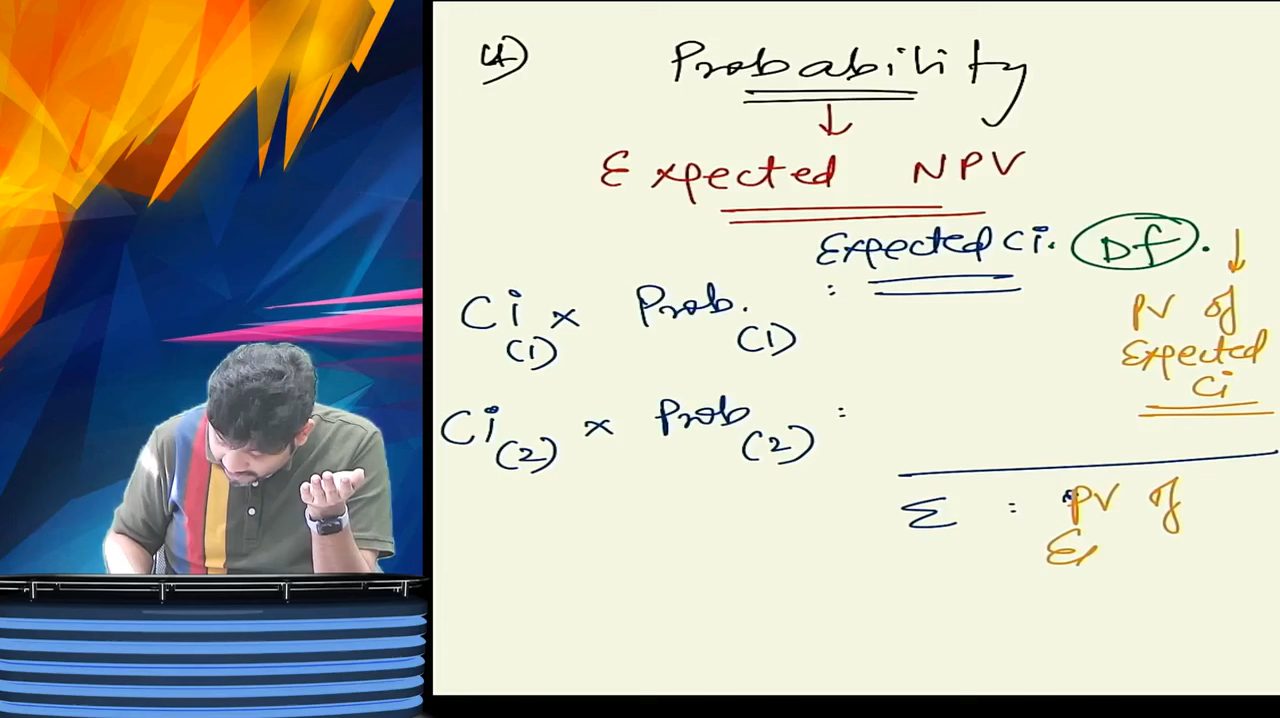 4)
Probability
↓
Expected NPV
Expected Ci. Df. ↓
Ci(1) × Prob.(1) :
PV of
Expected
Ci
Ci(2) × Prob(2) :
Σ : PV of
E